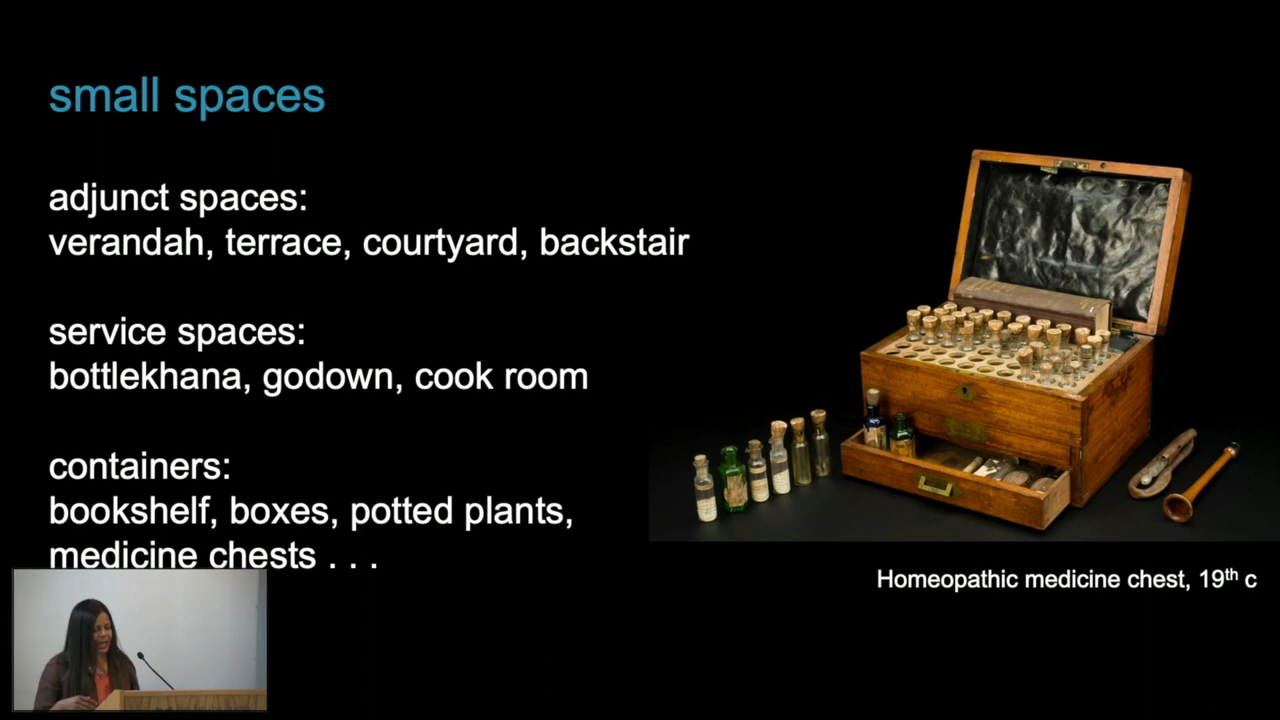 small spaces
adjunct spaces:
verandah, terrace, courtyard, backstair
service spaces:
bottlekhana, godown, cook room
containers:
bookshelf, boxes, potted plants,
medicine chests . . .
Homeopathic medicine chest, 19th c